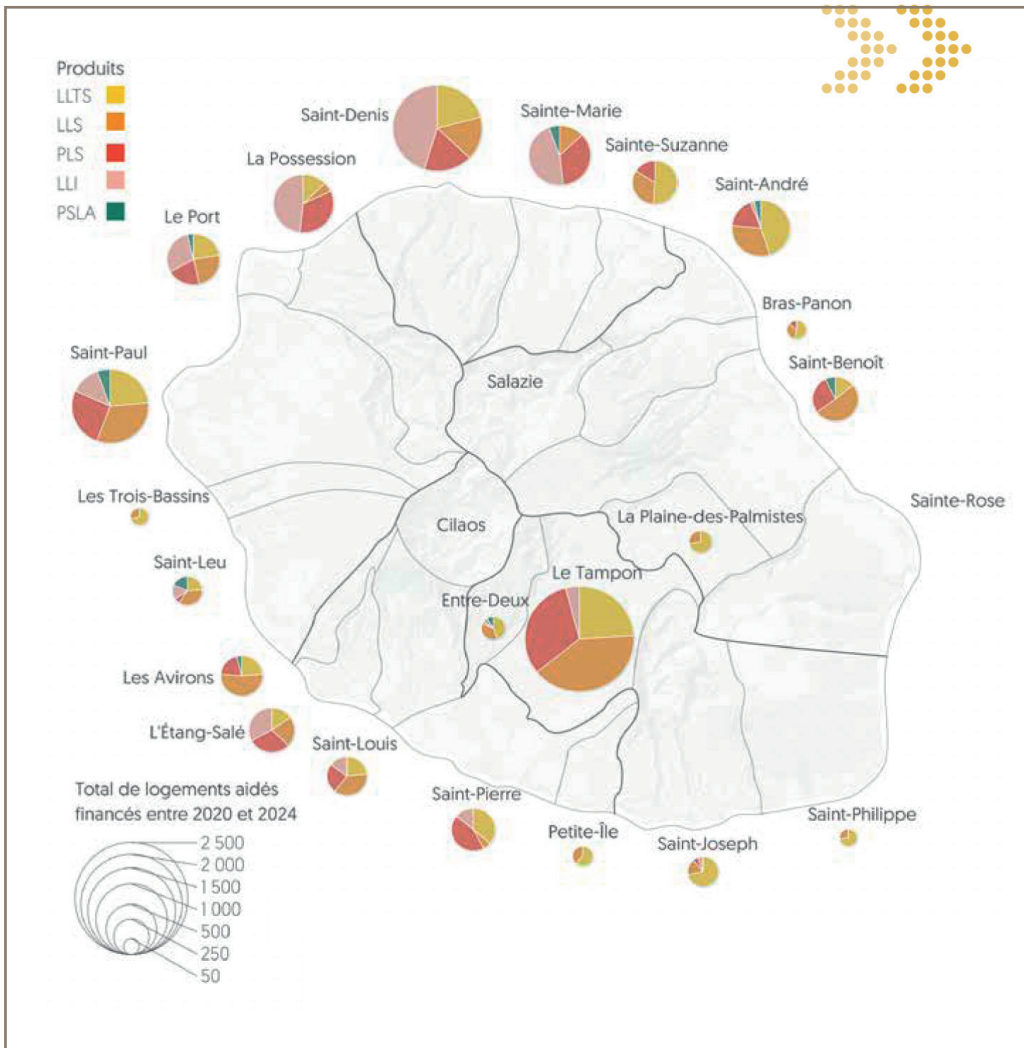 Produits
LLTS
LLS
PLS
LLI
PSLA
Saint-Denis
Sainte-Marie
Sainte-Suzanne
Saint-André
La Possession
Le Port
Bras-Panon
Saint-Benoît
Saint-Paul
Salazie
Les Trois-Bassins
Cilaos
La Plaine-des-Palmistes
Sainte-Rose
Saint-Leu
Le Tampon
Entre-Deux
Les Avirons
L'Étang-Salé
Saint-Louis
Saint-Pierre
Petite-Île
Saint-Joseph
Saint-Philippe
Total de logements aidés
financés entre 2020 et 2024
2 500
2 000
1 500
1 000
500
250
50